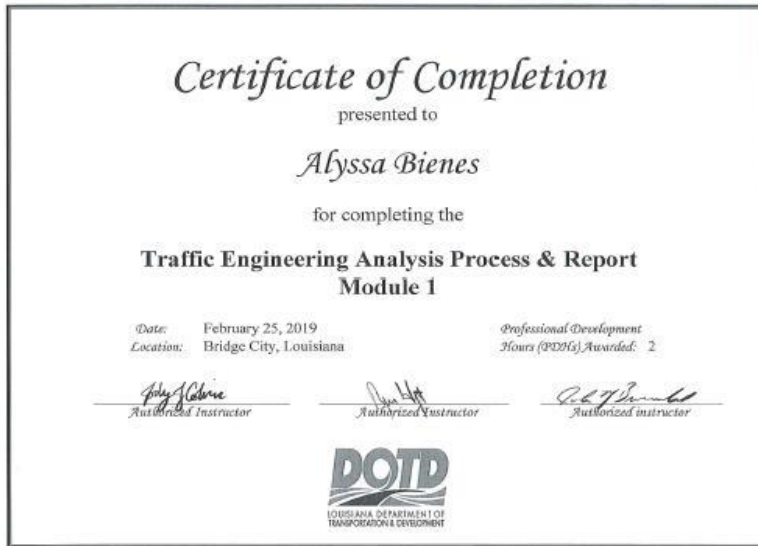 Certificate of Completion
presented to
Alyssa Bienes
for completing the
Traffic Engineering Analysis Process & Report
Module 1
Date: February 25, 2019
Location: Bridge City, Louisiana
Professional Development
Hours (PDHs) Awarded: 2
Authorized Instructor
Authorized Instructor
Authorized instructor
DOTD
LOUISIANA DEPARTMENT OF
TRANSPORTATION & DEVELOPMENT